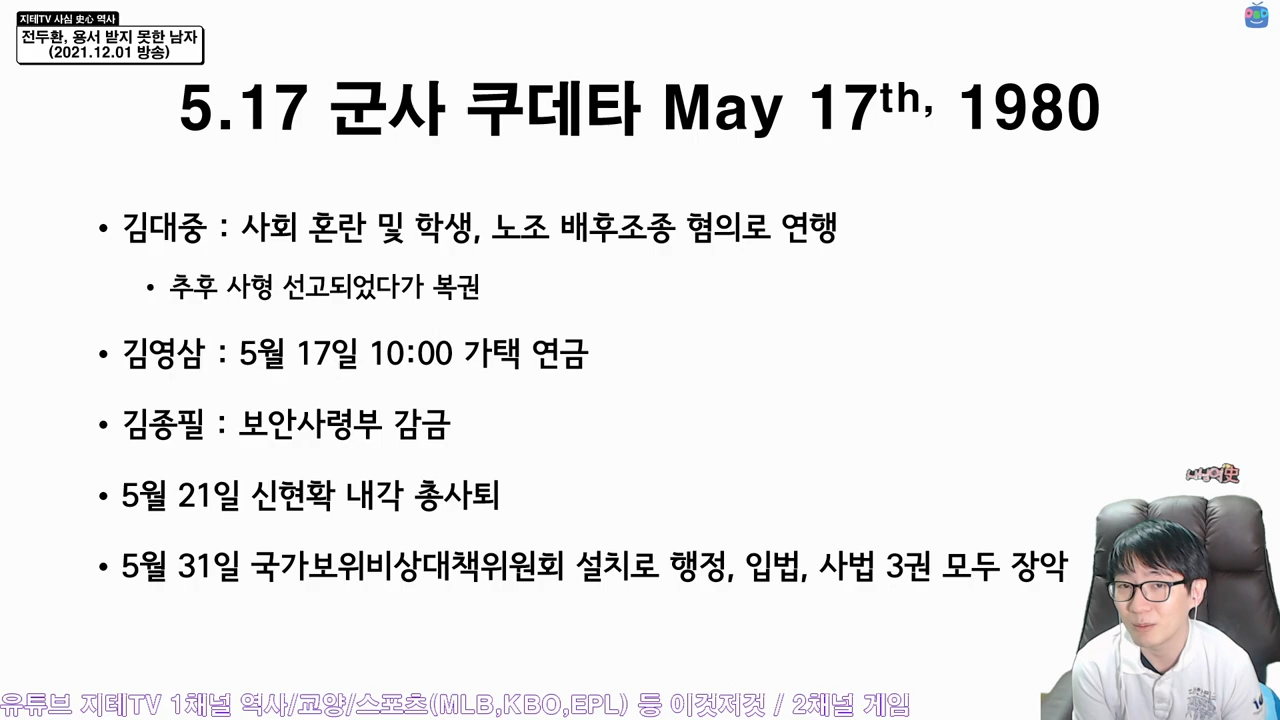 지테TV 사심 史心 역사
전두환, 용서 받지 못한 남자
(2021.12.01 방송)
5.17 군사 쿠데타 May 17th, 1980
• 김대중 : 사회 혼란 및 학생, 노조 배후조종 혐의로 연행
• 추후 사형 선고되었다가 복권
• 김영삼 : 5월 17일 10:00 가택 연금
• 김종필 : 보안사령부 감금
• 5월 21일 신현확 내각 총사퇴
• 5월 31일 국가보위비상대책위원회 설치로 행정, 입법, 사법 3권 모두 장악
유튜브 지테TV 1채널 역사/교양/스포츠(MLB,KBO,EPL) 등 이것저것 / 2채널 게임